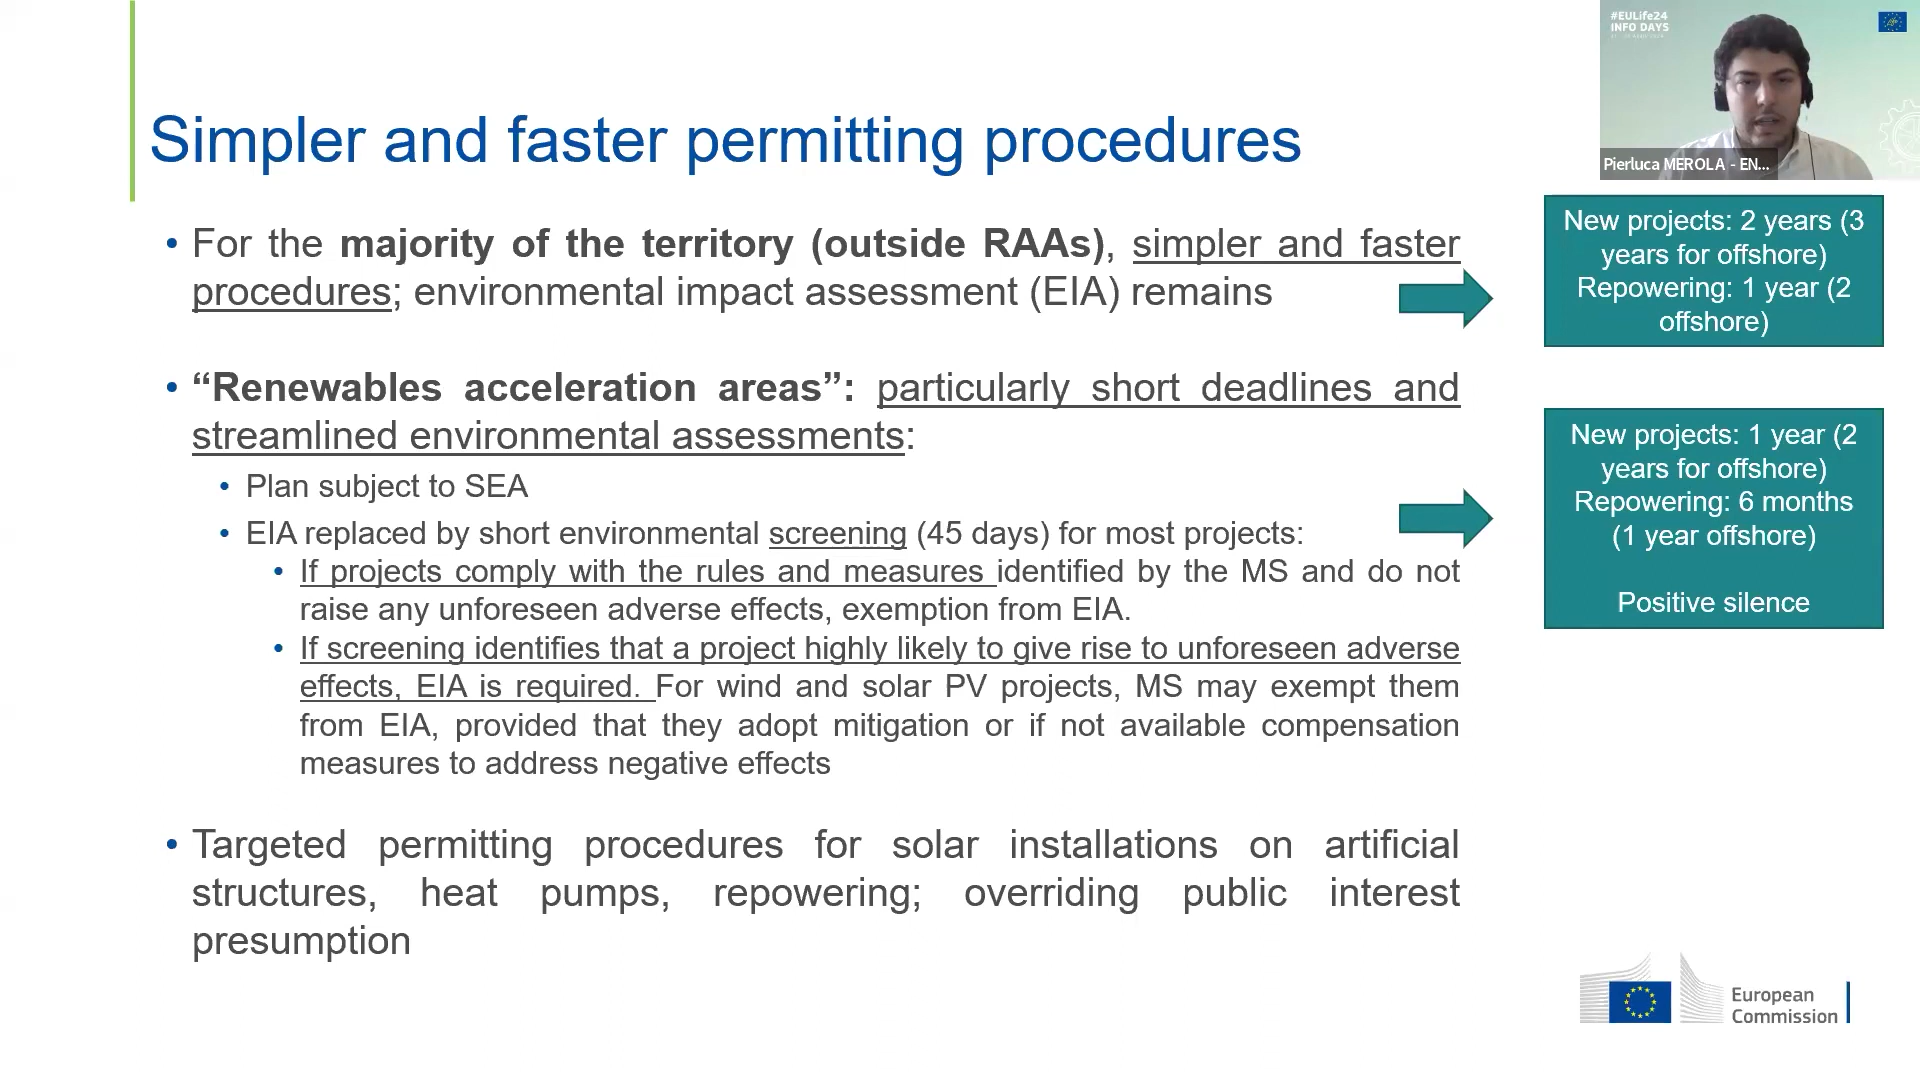 #EULife24
INFO DAYS
Pierluca MEROLA - EN...
Simpler and faster permitting procedures
• For the majority of the territory (outside RAAs), simpler and faster
procedures; environmental impact assessment (EIA) remains
New projects: 2 years (3
years for offshore)
Repowering: 1 year (2
offshore)
• “Renewables acceleration areas”: particularly short deadlines and
streamlined environmental assessments:
• Plan subject to SEA
• EIA replaced by short environmental screening (45 days) for most projects:
• If projects comply with the rules and measures identified by the MS and do not
raise any unforeseen adverse effects, exemption from EIA.
• If screening identifies that a project highly likely to give rise to unforeseen adverse
effects, EIA is required. For wind and solar PV projects, MS may exempt them
from EIA, provided that they adopt mitigation or if not available compensation
measures to address negative effects
New projects: 1 year (2
years for offshore)
Repowering: 6 months
(1 year offshore)
Positive silence
• Targeted permitting procedures for solar installations on artificial
structures, heat pumps, repowering; overriding public interest
presumption
European
Commission